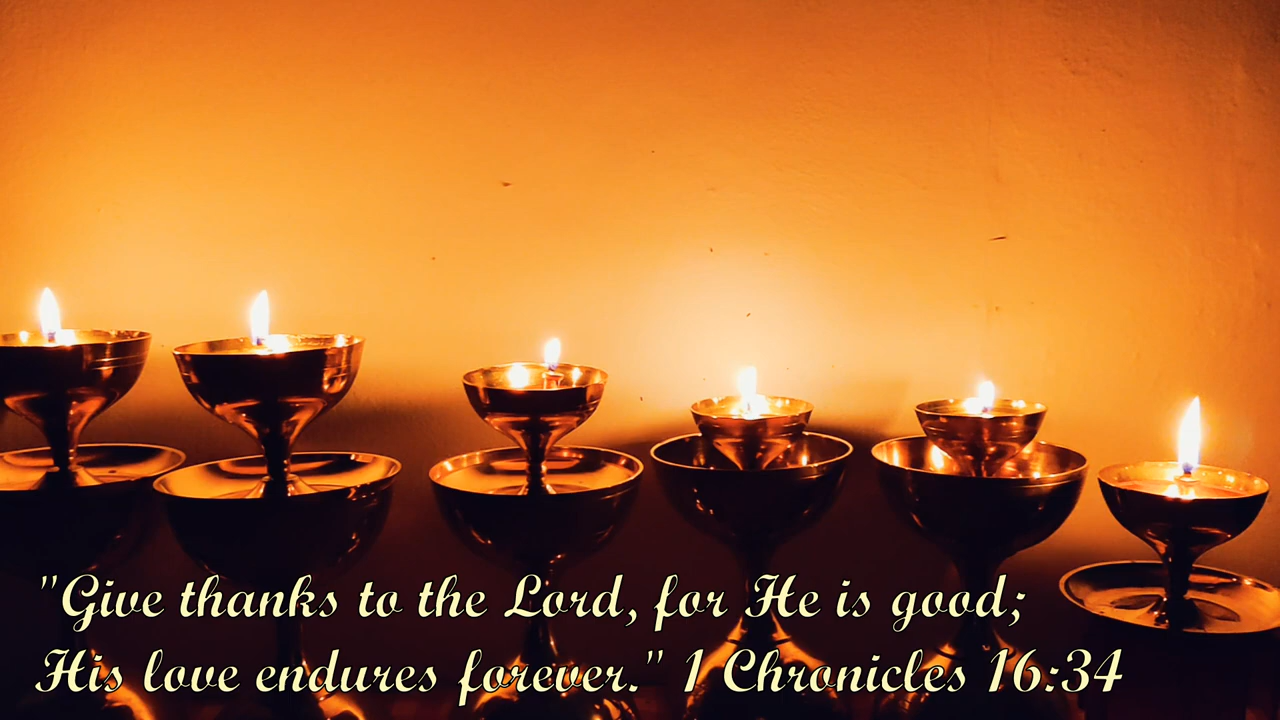 "Give thanks to the Lord, for He is good;
His love endures forever." 1 Chronicles 16:34